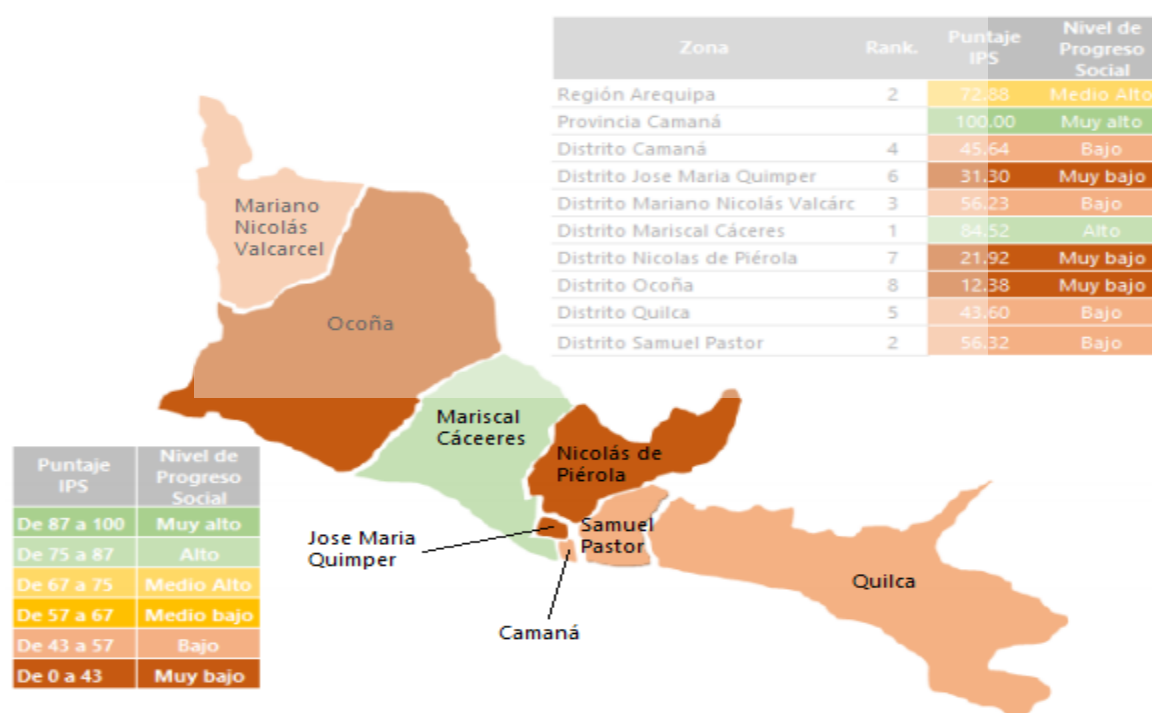 Zona Rank. Puntaje IPS Nivel de Progreso Social
Región Arequipa 2 72.88 Medio Alto
Provincia Camaná 100.00 Muy alto
Distrito Camaná 4 45.64 Bajo
Distrito Jose Maria Quimper 6 31.30 Muy bajo
Distrito Mariano Nicolás Valcárc 3 56.23 Bajo
Distrito Mariscal Cáceres 1 84.52 Alto
Distrito Nicolas de Piérola 7 21.92 Muy bajo
Distrito Ocoña 8 12.38 Muy bajo
Distrito Quilca 5 43.60 Bajo
Distrito Samuel Pastor 2 56.32 Bajo
Mariano
Nicolás
Valcarcel
Ocoña
Mariscal
Cáceeres
Nicolás de
Piérola
Jose Maria
Quimper
Samuel
Pastor
Quilca
Camaná
Puntaje IPS Nivel de Progreso Social
De 87 a 100 Muy alto
De 75 a 87 Alto
De 67 a 75 Medio Alto
De 57 a 67 Medio bajo
De 43 a 57 Bajo
De 0 a 43 Muy bajo